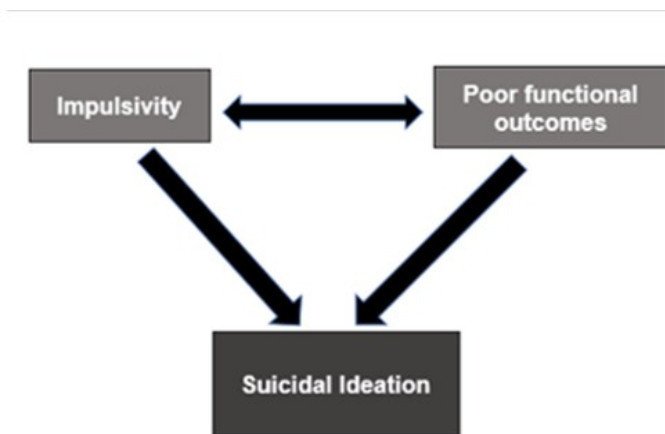 Impulsivity
Poor functional
outcomes
Suicidal Ideation